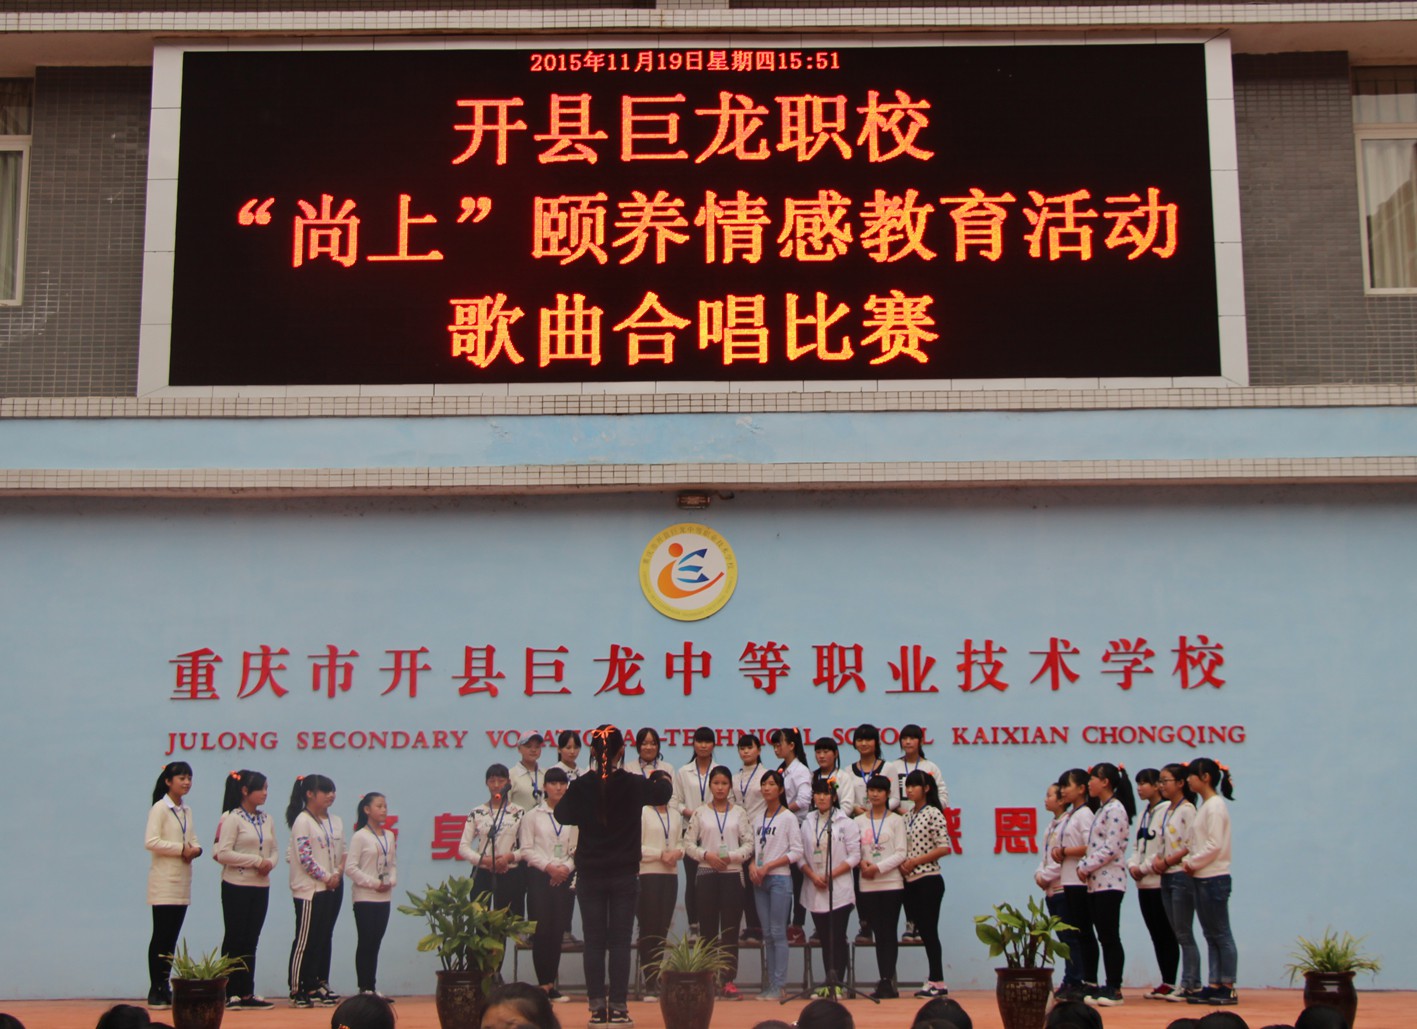 2015年11月19日星期四15:51
开县巨龙职校
“尚上”颐养情感教育活动
歌曲合唱比赛
重庆市开县巨龙中等职业技术学校
JULONG SECONDARY VOCATIONAL-TECHNICAL SCHOOL KAIXIAN CHONGQING
恩